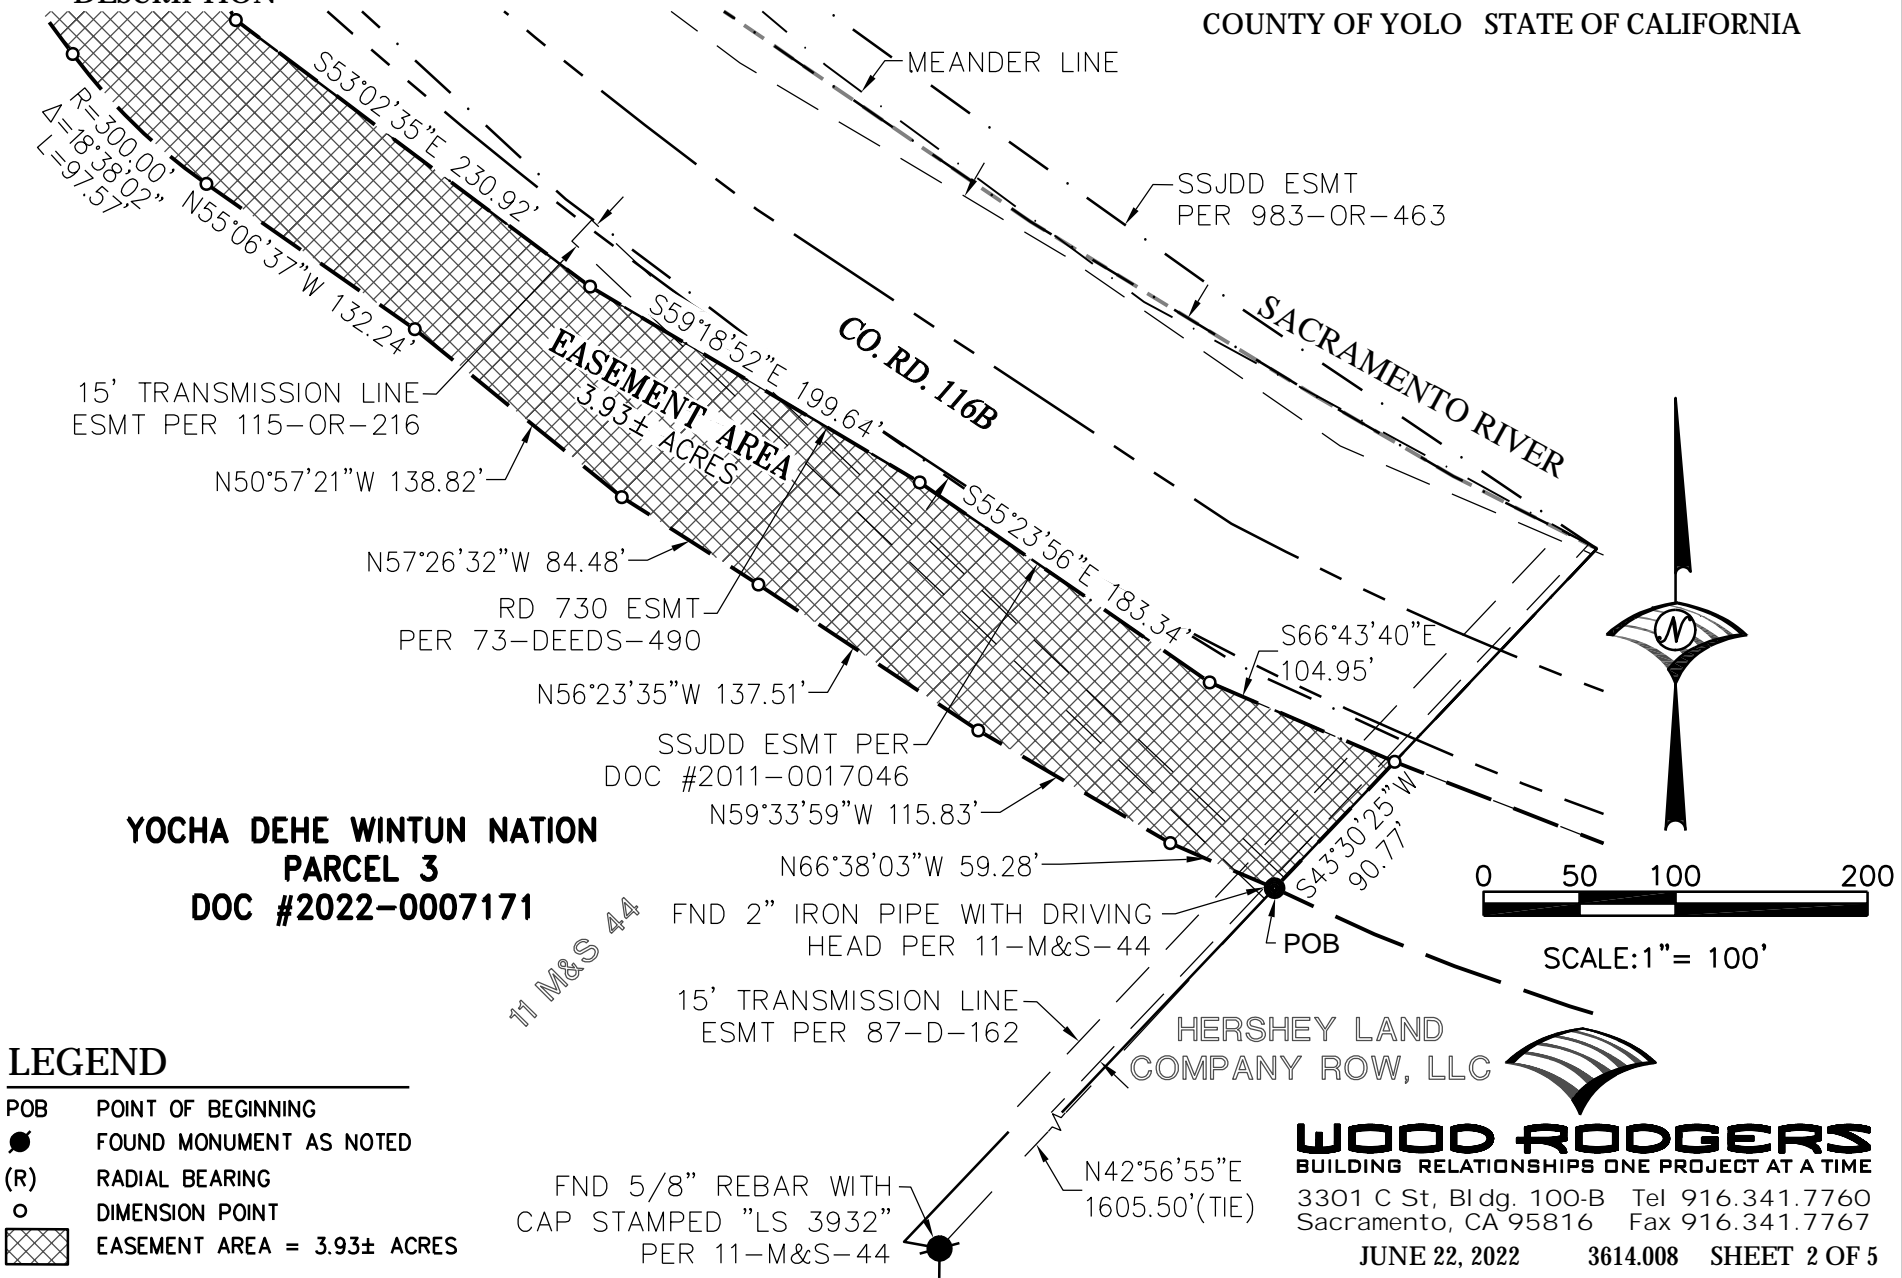 COUNTY OF YOLO   STATE OF CALIFORNIA
MEANDER LINE
S53°02'35"E 230.92'
R=300.00'
Δ=18°38'02"
L=97.57'
N55°06'37"W 132.24'
SSJDD ESMT
PER 983-OR-463
SACRAMENTO RIVER
CO. RD. 116B
S59°18'52"E 199.64'
EASEMENT AREA
3.93± ACRES
15' TRANSMISSION LINE
ESMT PER 115-OR-216
N50°57'21"W 138.82'
S55°23'56"E 183.34'
N57°26'32"W 84.48'
RD 730 ESMT
PER 73-DEEDS-490
S66°43'40"E
104.95'
N56°23'35"W 137.51'
SSJDD ESMT PER
DOC #2011-0017046
N59°33'59"W 115.83'
S43°30'25"W
90.77'
N66°38'03"W 59.28'
YOCHA DEHE WINTUN NATION
PARCEL 3
DOC #2022-0007171
11 M&S 44
FND 2" IRON PIPE WITH DRIVING
HEAD PER 11-M&S-44
POB
N
0 50 100 200
SCALE:1"= 100'
15' TRANSMISSION LINE
ESMT PER 87-D-162
HERSHEY LAND
COMPANY ROW, LLC
N42°56'55"E
1605.50'(TIE)
FND 5/8" REBAR WITH
CAP STAMPED "LS 3932"
PER 11-M&S-44
LEGEND
POB POINT OF BEGINNING
FOUND MONUMENT AS NOTED
(R) RADIAL BEARING
DIMENSION POINT
EASEMENT AREA = 3.93± ACRES
WOOD RODGERS
BUILDING RELATIONSHIPS ONE PROJECT AT A TIME
3301 C St, Bldg. 100-B Tel 916.341.7760
Sacramento, CA 95816 Fax 916.341.7767
JUNE 22, 2022 3614.008 SHEET 2 OF 5